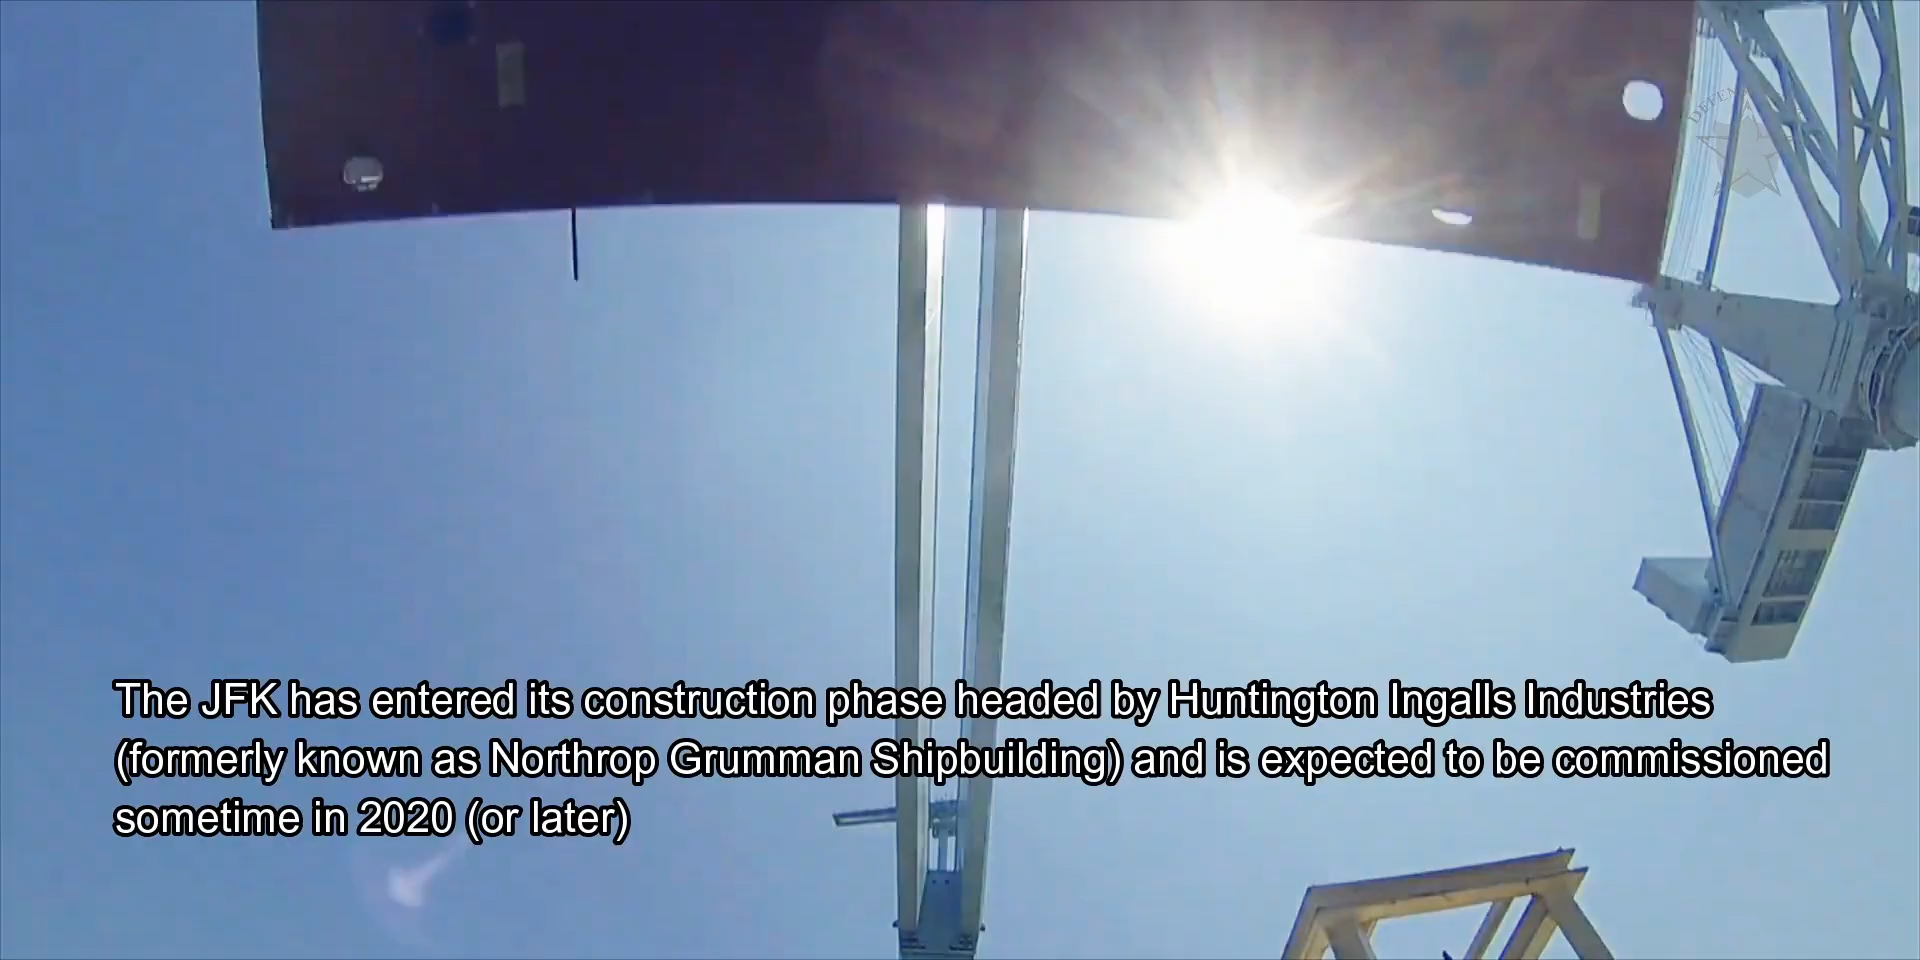 DEFEN
The JFK has entered its construction phase headed by Huntington Ingalls Industries
(formerly known as Northrop Grumman Shipbuilding) and is expected to be commissioned
sometime in 2020 (or later)